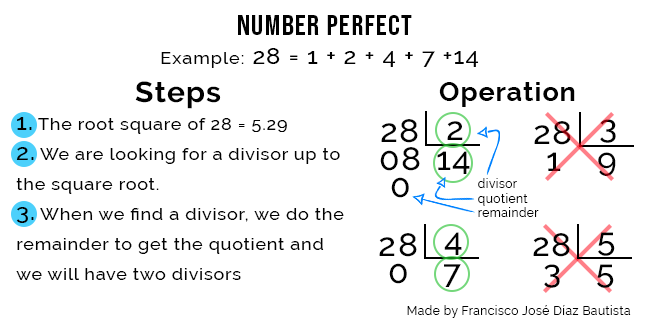 NUMBER PERFECT
Example: 28 = 1 + 2 + 4 + 7 +14
Steps
1. The root square of 28 = 5.29
2. We are looking for a divisor up to
the square root.
3. When we find a divisor, we do the
remainder to get the quotient and
we will have two divisors
Operation
28 2
08 14
0
divisor
quotient
remainder
28 3
1 9
28 4
0 7
28 5
3 5
Made by Francisco José Díaz Bautista